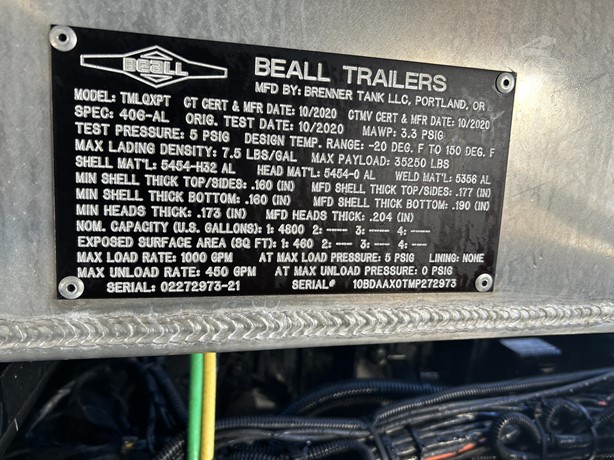 BEALL
BEALL TRAILERS
MFD BY: BRENNER TANK LLC, PORTLAND, OR
MODEL: TMLQXPT CT CERT & MFR DATE: 10/2020 CTMV CERT & MFR DATE: 10/2020
SPEC: 406-AL ORIG. TEST DATE: 10/2020 MAWP: 3.3 PSIG
TEST PRESSURE: 5 PSIG DESIGN TEMP. RANGE: -20 DEG. F TO 150 DEG. F
MAX LADING DENSITY: 7.5 LBS/GAL MAX PAYLOAD: 35250 LBS
SHELL MAT'L: 5454-H32 AL HEAD MAT'L: 5454-0 AL WELD MAT'L: 5356 AL
MIN SHELL THICK TOP/SIDES: .160 (IN) MFD SHELL THICK TOP/SIDES: .177 (IN)
MIN SHELL THICK BOTTOM: .160 (IN) MFD SHELL THICK BOTTOM: .190 (IN)
MIN HEADS THICK: .173 (IN) MFD HEADS THICK: .204 (IN)
NOM. CAPACITY (U.S. GALLONS): 1: 4800 2: ---- 3: ---- 4: ----
EXPOSED SURFACE AREA (SQ FT): 1: 460 2: --- 3: --- 4: ---
MAX LOAD RATE: 1000 GPM AT MAX LOAD PRESSURE: 5 PSIG LINING: NONE
MAX UNLOAD RATE: 450 GPM AT MAX UNLOAD PRESSURE: 0 PSIG
SERIAL: 02272973-21 SERIAL# 10BDAAX0TMP272973